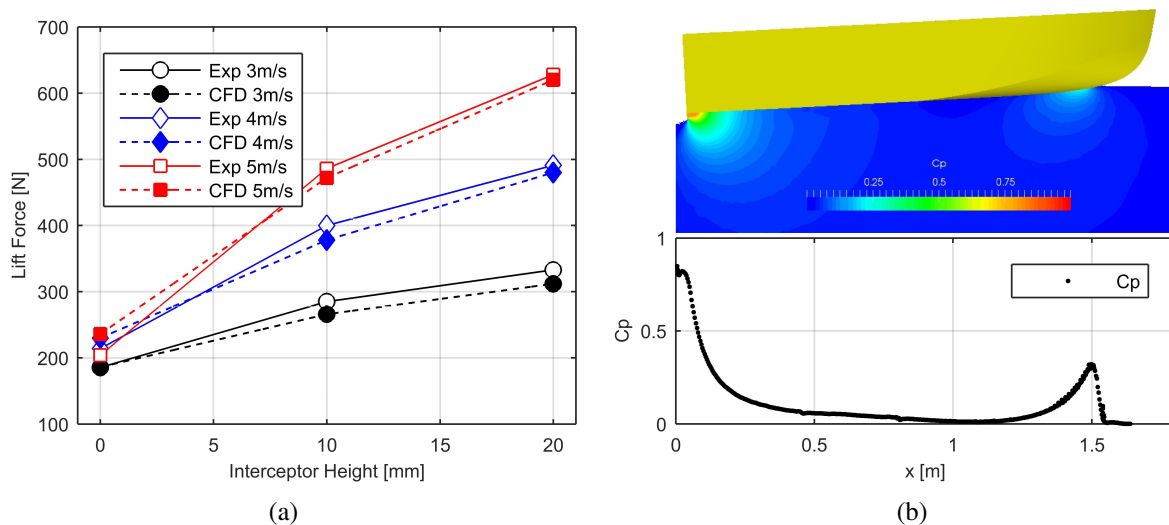 700
600
500
400
300
200
100
Lift Force [N]
Exp 3m/s
CFD 3m/s
Exp 4m/s
CFD 4m/s
Exp 5m/s
CFD 5m/s
0 5 10 15 20
Interceptor Height [mm]
(a)
Cp
0.25 0.5 0.75
1
0.5
0
Cp
Cp
0 0.5 1 1.5
x [m]
(b)